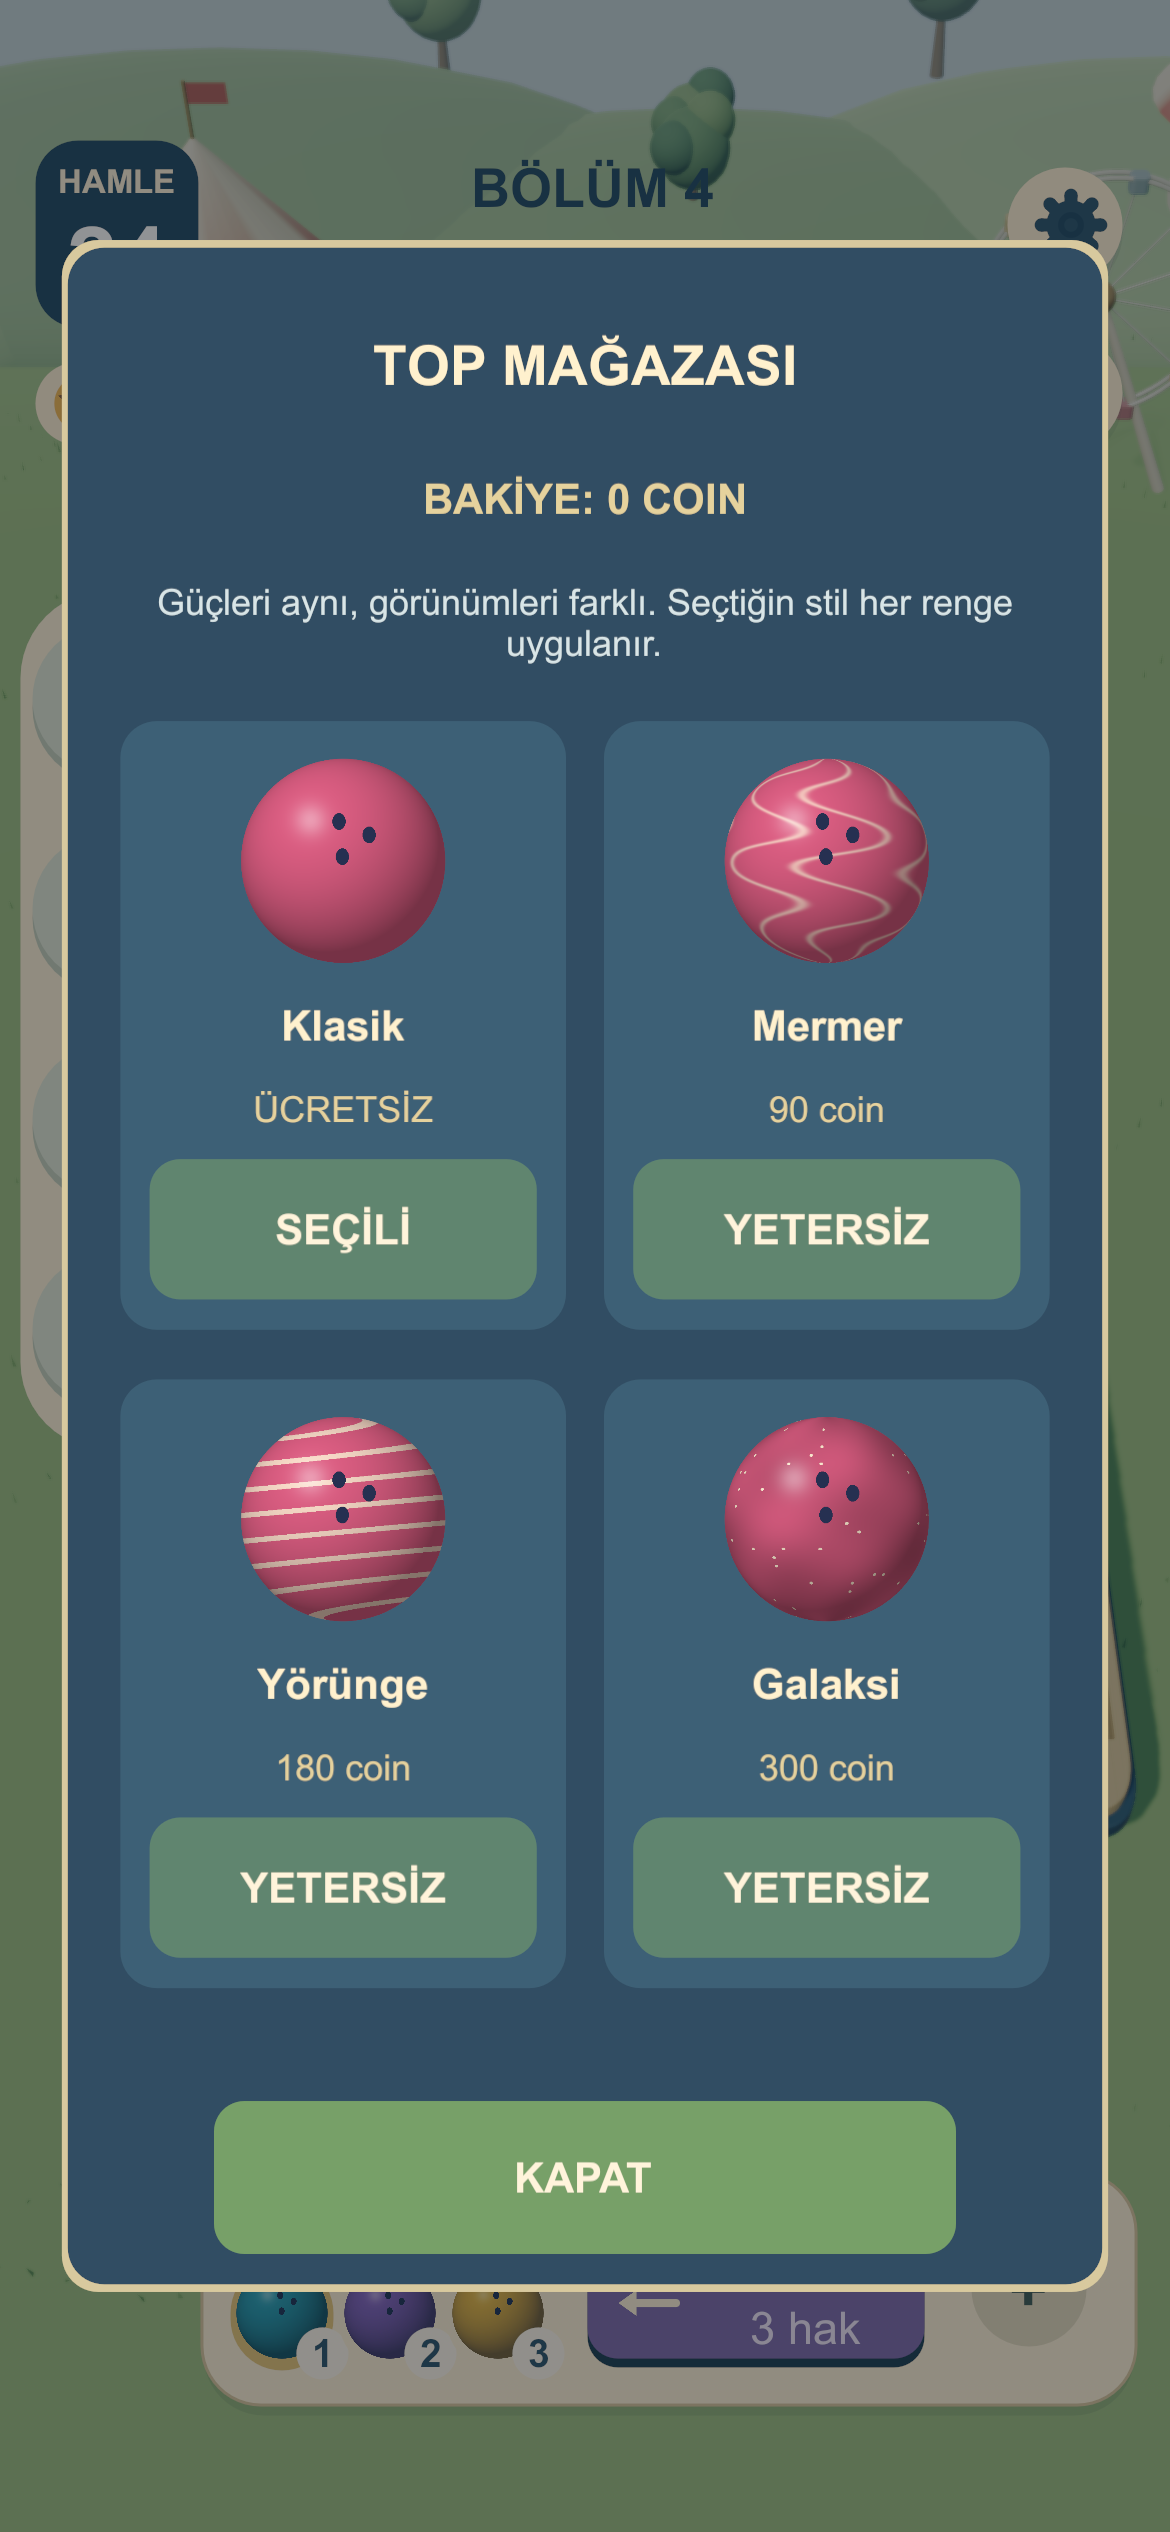 HAMLE
BÖLÜM 4
TOP MAĞAZASI
BAKİYE: 0 COIN
Güçleri aynı, görünümleri farklı. Seçtiğin stil her renge
uygulanır.
Klasik
ÜCRETSİZ
SEÇİLİ
Mermer
90 coin
YETERSİZ
Yörünge
180 coin
YETERSİZ
Galaksi
300 coin
YETERSİZ
KAPAT
1
2
3
3 hak